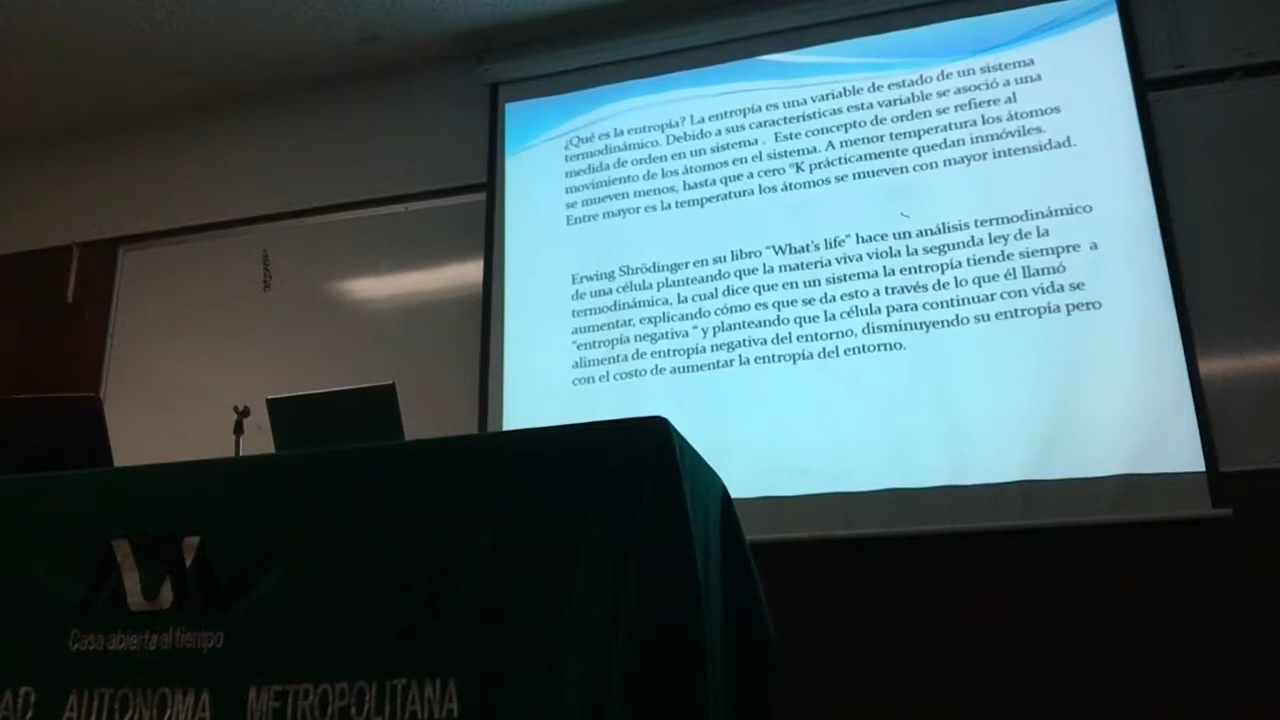 ¿Qué es la entropía? La entropía es una variable de estado de un sistema
termodinámico. Debido a sus características esta variable se asoció a una
medida de orden en un sistema . Este concepto de orden se refiere al
movimiento de los átomos en el sistema. A menor temperatura los átomos
se mueven menos, hasta que a cero °K prácticamente quedan inmóviles.
Entre mayor es la temperatura los átomos se mueven con mayor intensidad.
Erwing Shrödinger en su libro “What's life” hace un análisis termodinámico
de una célula planteando que la materia viva viola la segunda ley de la
termodinámica, la cual dice que en un sistema la entropía tiende siempre a
aumentar, explicando cómo es que se da esto a través de lo que él llamó
“entropía negativa “ y planteando que la célula para continuar con vida se
alimenta de entropía negativa del entorno, disminuyendo su entropía pero
con el costo de aumentar la entropía del entorno.
Casa abierta al tiempo
AD AUTONOMA METROPOLITANA